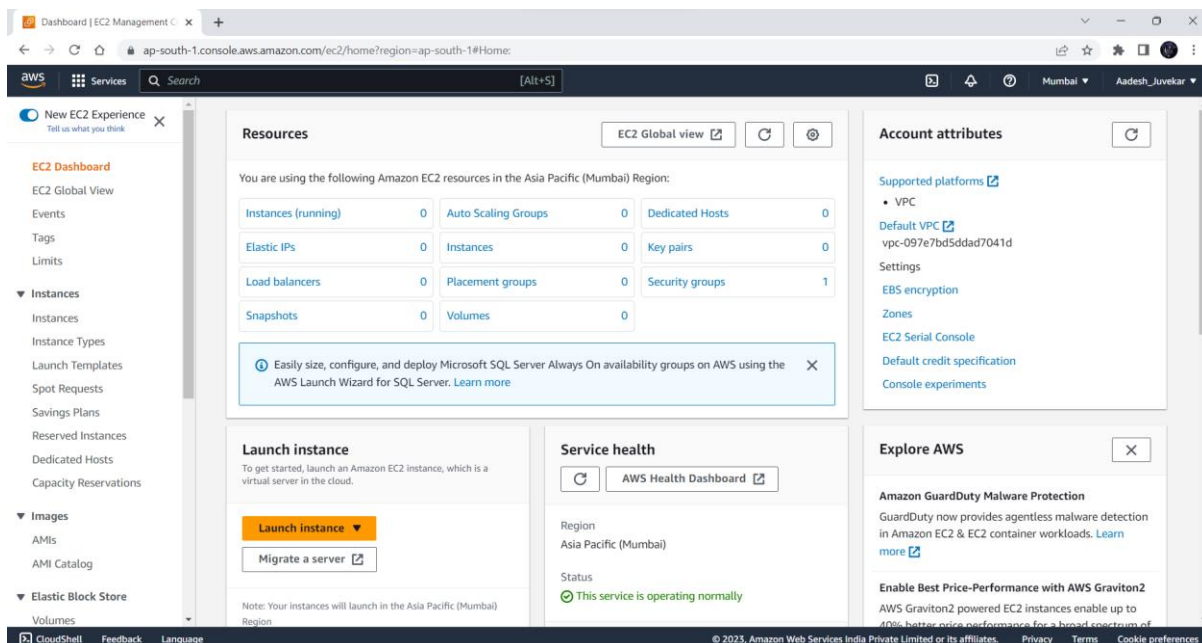 Dashboard | EC2 Management C
ap-south-1.console.aws.amazon.com/ec2/home?region=ap-south-1#Home:
aws
Services
Search
[Alt+S]
Mumbai
Aadesh_Juvekar
New EC2 Experience
Tell us what you think
EC2 Dashboard
EC2 Global View
Events
Tags
Limits
Instances
Instances
Instance Types
Launch Templates
Spot Requests
Savings Plans
Reserved Instances
Dedicated Hosts
Capacity Reservations
Images
AMIs
AMI Catalog
Elastic Block Store
Volumes
Resources
EC2 Global view
You are using the following Amazon EC2 resources in the Asia Pacific (Mumbai) Region:
Instances (running) 0 Auto Scaling Groups 0 Dedicated Hosts 0
Elastic IPs 0 Instances 0 Key pairs 0
Load balancers 0 Placement groups 0 Security groups 1
Snapshots 0 Volumes 0
Easily size, configure, and deploy Microsoft SQL Server Always On availability groups on AWS using the
AWS Launch Wizard for SQL Server. Learn more
Launch instance
To get started, launch an Amazon EC2 instance, which is a
virtual server in the cloud.
Launch instance
Migrate a server
Note: Your instances will launch in the Asia Pacific (Mumbai)
Region
Service health
AWS Health Dashboard
Region
Asia Pacific (Mumbai)
Status
This service is operating normally
Account attributes
Supported platforms
• VPC
Default VPC
vpc-097e7bd5ddad7041d
Settings
EBS encryption
Zones
EC2 Serial Console
Default credit specification
Console experiments
Explore AWS
Amazon GuardDuty Malware Protection
GuardDuty now provides agentless malware detection
in Amazon EC2 & EC2 container workloads. Learn
more
Enable Best Price-Performance with AWS Graviton2
AWS Graviton2 powered EC2 instances enable up to
40% better price performance for a broad spectrum of
CloudShell Feedback Language
© 2023, Amazon Web Services India Private Limited or its affiliates. Privacy Terms Cookie preferences